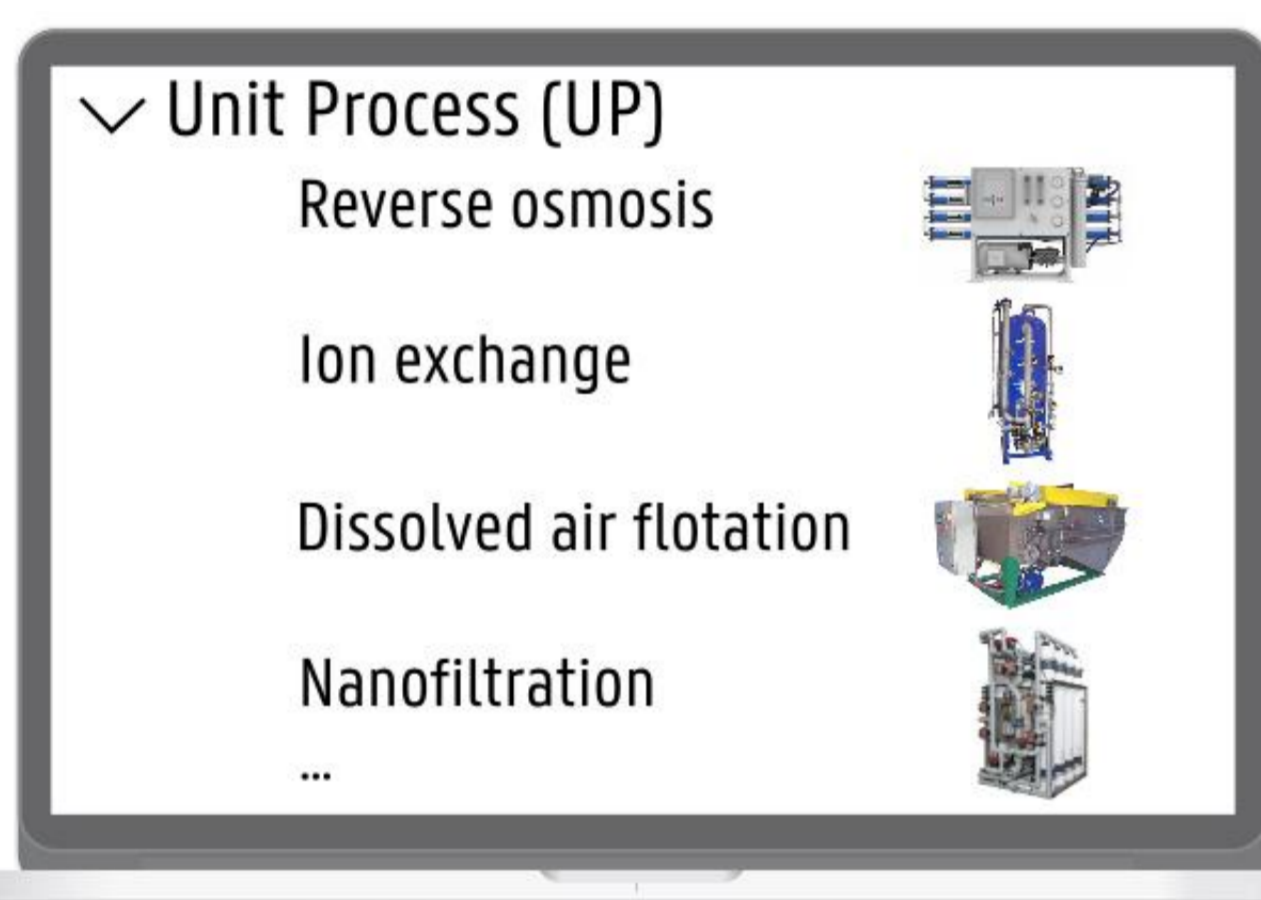 Unit Process (UP)
Reverse osmosis
Ion exchange
Dissolved air flotation
Nanofiltration
...